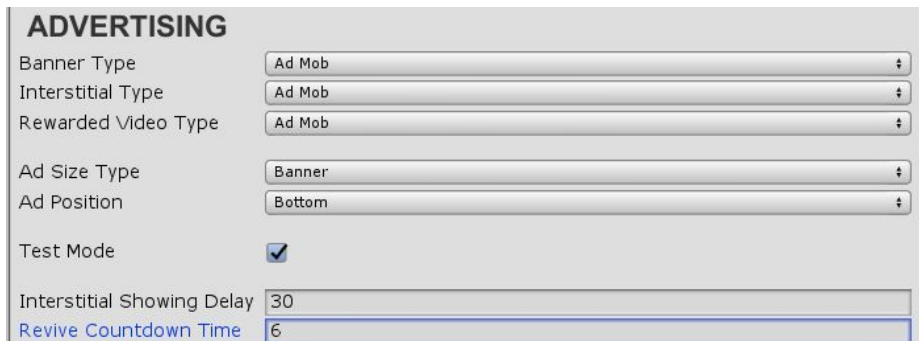 ADVERTISING
Banner Type Ad Mob
Interstitial Type Ad Mob
Rewarded Video Type Ad Mob
Ad Size Type Banner
Ad Position Bottom
Test Mode
Interstitial Showing Delay 30
Revive Countdown Time 6